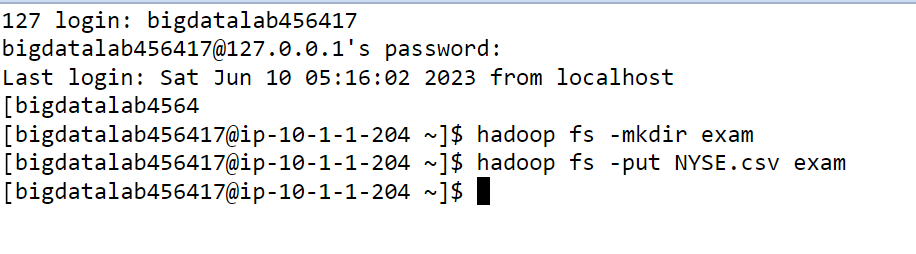 127 login: bigdatalab456417
bigdatalab456417@127.0.0.1's password:
Last login: Sat Jun 10 05:16:02 2023 from localhost
[bigdatalab4564
[bigdatalab456417@ip-10-1-1-204 ~]$ hadoop fs -mkdir exam
[bigdatalab456417@ip-10-1-1-204 ~]$ hadoop fs -put NYSE.csv exam
[bigdatalab456417@ip-10-1-1-204 ~]$